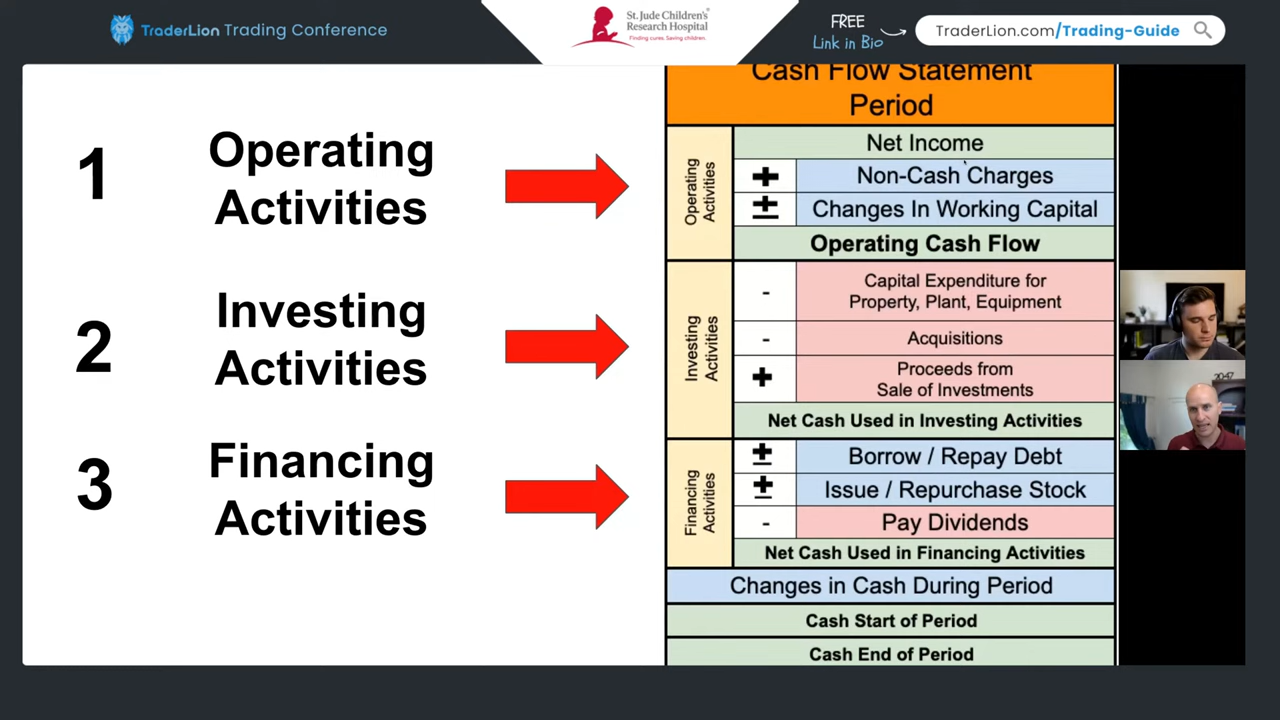 TraderLion Trading Conference
St. Jude Children's
Research Hospital
Finding cures. Saving children.
FREE
Link in Bio
TraderLion.com/Trading-Guide
1
Operating
Activities
2
Investing
Activities
3
Financing
Activities
Cash Flow Statement
Period
Operating
Activities
Net Income
+ Non-Cash Charges
± Changes In Working Capital
Operating Cash Flow
Investing
Activities
- Capital Expenditure for
Property, Plant, Equipment
- Acquisitions
+ Proceeds from
Sale of Investments
Net Cash Used in Investing Activities
Financing
Activities
± Borrow / Repay Debt
± Issue / Repurchase Stock
- Pay Dividends
Net Cash Used in Financing Activities
Changes in Cash During Period
Cash Start of Period
Cash End of Period